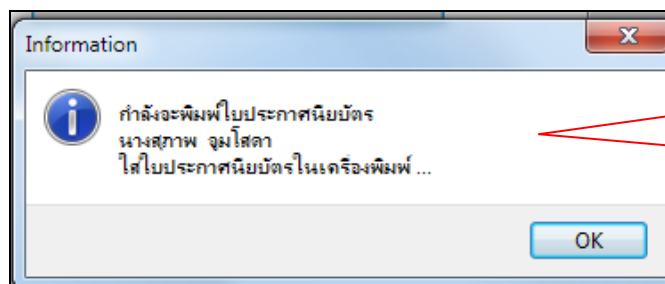 Information
กำลังจะพิมพ์ใบประกาศนียบัตร
นางสุภาพ จุมโสดา
ใส่ใบประกาศนียบัตรในเครื่องพิมพ์ ...
OK